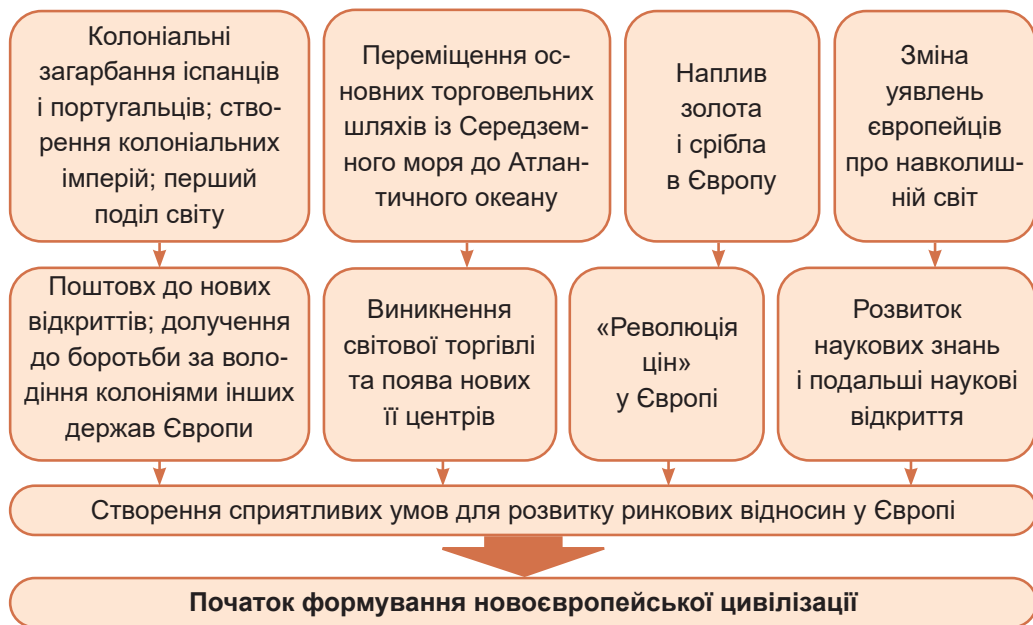 Колоніальні
загарбання іспанців
і португальців; ство-
рення колоніальних
імперій; перший
поділ світу
Переміщення ос-
новних торговельних
шляхів із Середзем-
ного моря до Атлан-
тичного океану
Наплив
золота
і срібла
в Європу
Зміна
уявлень
європейців
про навколиш-
ній світ
Поштовх до нових
відкриттів; долучення
до боротьби за воло-
діння колоніями інших
держав Європи
Виникнення
світової торгівлі
та поява нових
її центрів
«Революція
цін»
у Європі
Розвиток
наукових знань
і подальші наукові
відкриття
Створення сприятливих умов для розвитку ринкових відносин у Європі
Початок формування новоєвропейської цивілізації